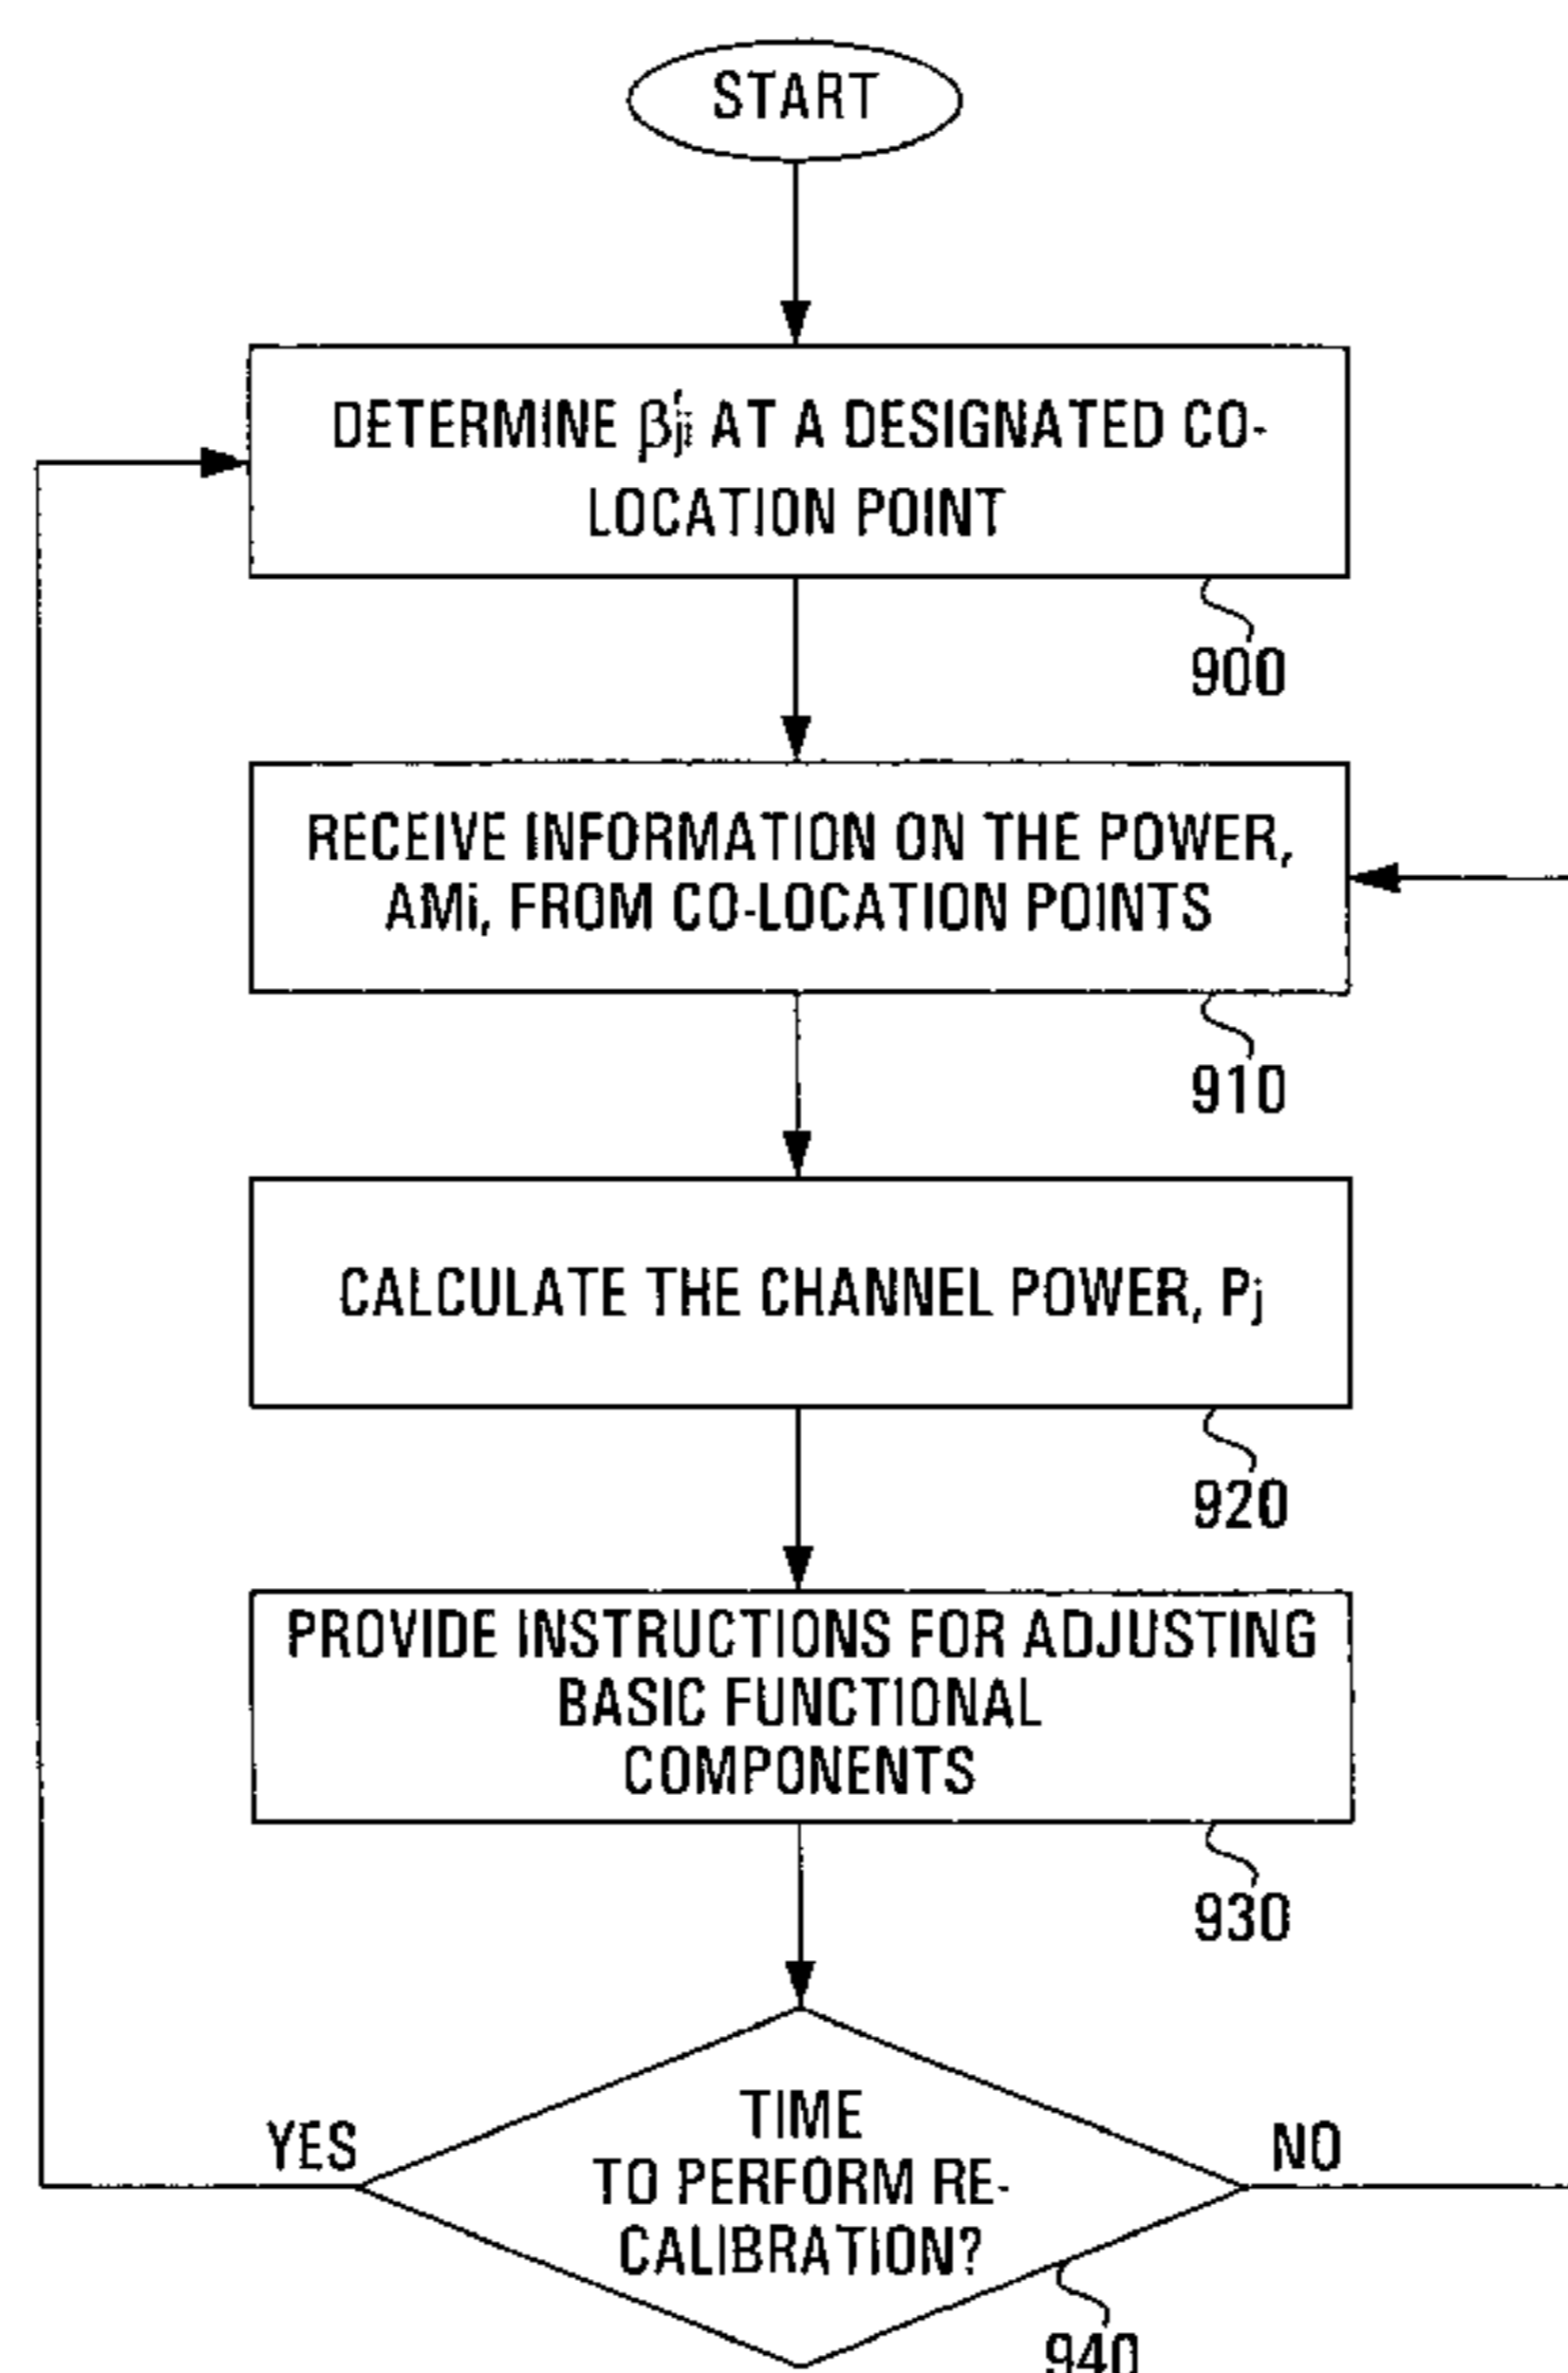 START
DETERMINE β'ji AT A DESIGNATED CO-
LOCATION POINT
900
RECEIVE INFORMATION ON THE POWER,
AMi, FROM CO-LOCATION POINTS
910
CALCULATE THE CHANNEL POWER, Pj
920
PROVIDE INSTRUCTIONS FOR ADJUSTING
BASIC FUNCTIONAL
COMPONENTS
930
TIME
TO PERFORM RE-
CALIBRATION?
YES
NO
940